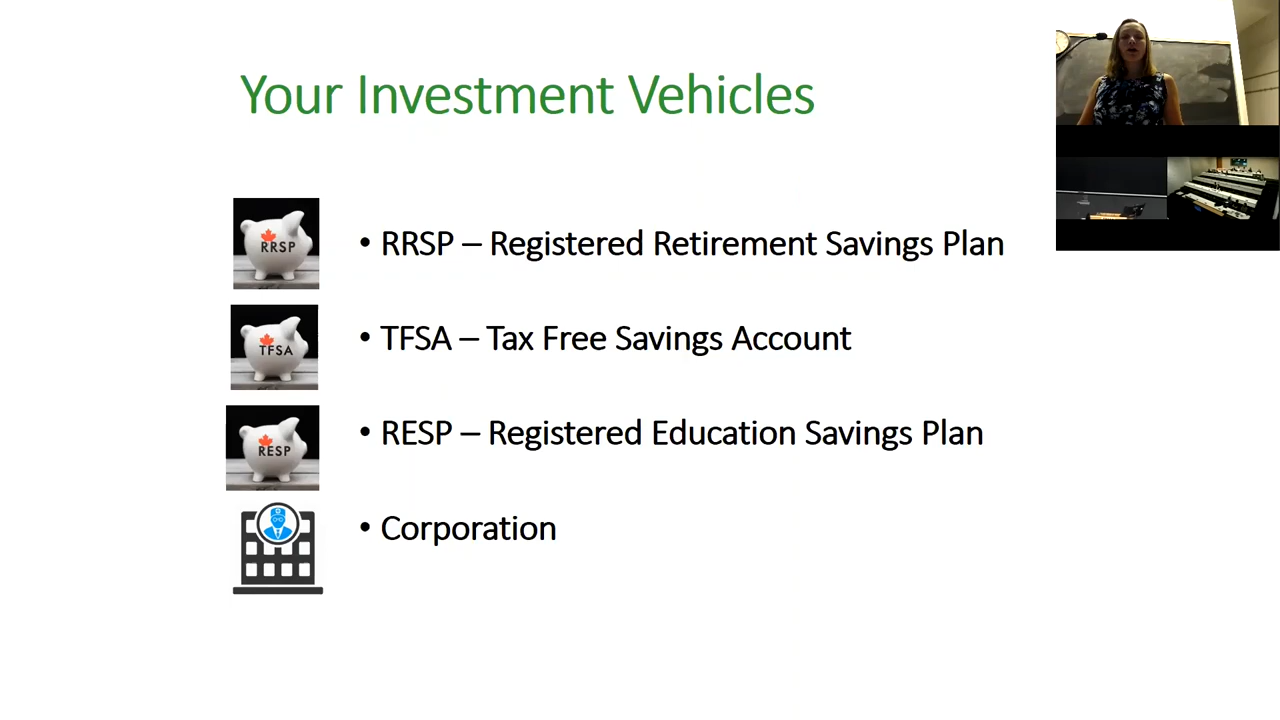 Your Investment Vehicles
RRSP
• RRSP – Registered Retirement Savings Plan
TFSA
• TFSA – Tax Free Savings Account
RESP
• RESP – Registered Education Savings Plan
• Corporation